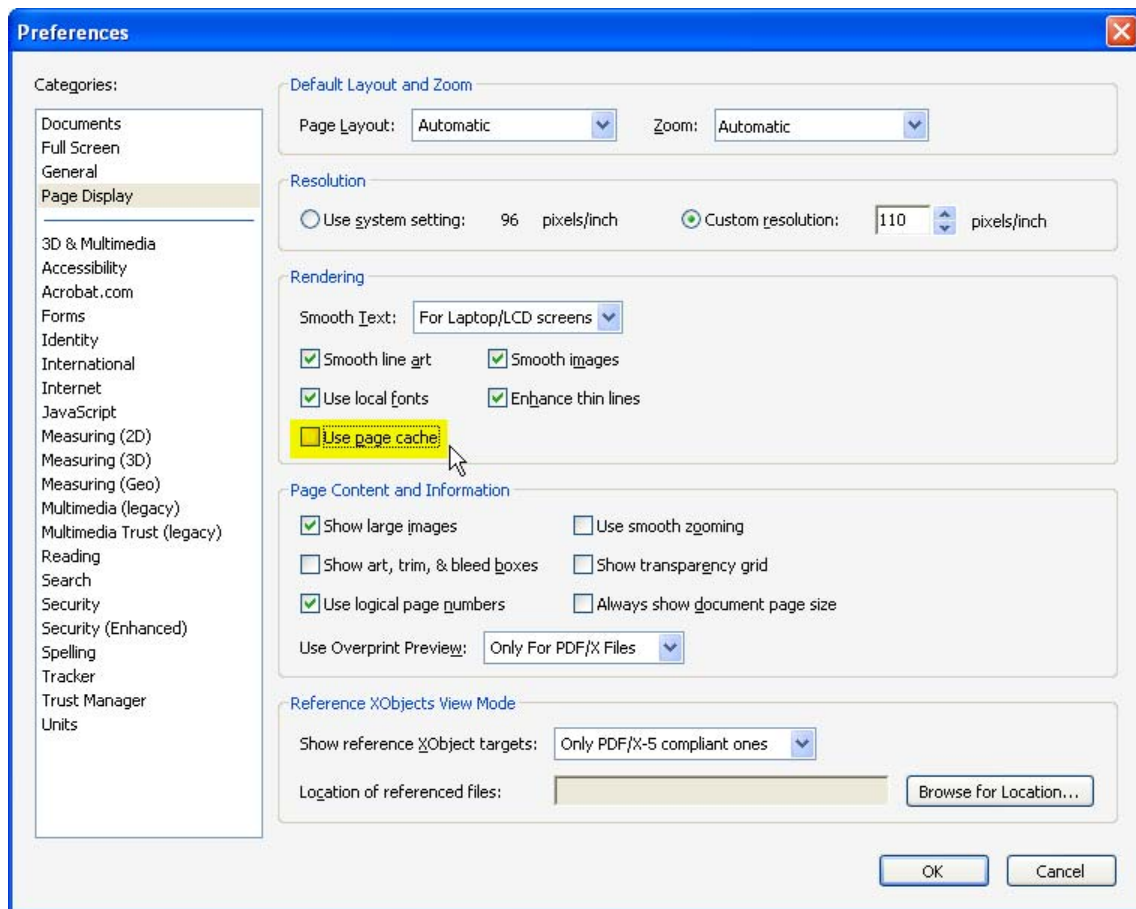 Preferences
Categories:
Documents
Full Screen
General
Page Display
3D & Multimedia
Accessibility
Acrobat.com
Forms
Identity
International
Internet
JavaScript
Measuring (2D)
Measuring (3D)
Measuring (Geo)
Multimedia (legacy)
Multimedia Trust (legacy)
Reading
Search
Security
Security (Enhanced)
Spelling
Tracker
Trust Manager
Units
Default Layout and Zoom
Page Layout: Automatic Zoom: Automatic
Resolution
Use system setting: 96 pixels/inch Custom resolution: 110 pixels/inch
Rendering
Smooth Text: For Laptop/LCD screens
Smooth line art Smooth images
Use local fonts Enhance thin lines
Use page cache
Page Content and Information
Show large images Use smooth zooming
Show art, trim, & bleed boxes Show transparency grid
Use logical page numbers Always show document page size
Use Overprint Preview: Only For PDF/X Files
Reference XObjects View Mode
Show reference XObject targets: Only PDF/X-5 compliant ones
Location of referenced files: Browse for Location...
OK Cancel